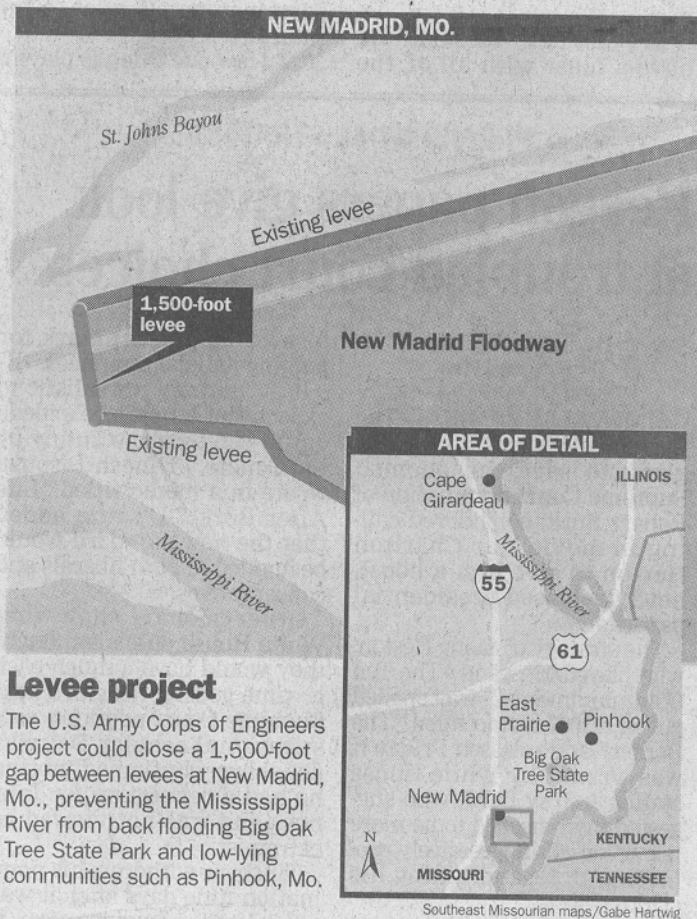 NEW MADRID, MO.
St. Johns Bayou
Existing levee
1,500-foot
levee
New Madrid Floodway
Existing levee
Mississippi River
AREA OF DETAIL
ILLINOIS
Cape
Girardeau
Mississippi River
55
61
East
Prairie
Pinhook
Big Oak
Tree State
Park
New Madrid
N
KENTUCKY
MISSOURI
TENNESSEE
Levee project
The U.S. Army Corps of Engineers
project could close a 1,500-foot
gap between levees at New Madrid,
Mo., preventing the Mississippi
River from back flooding Big Oak
Tree State Park and low-lying
communities such as Pinhook, Mo.
Southeast Missourian maps/Gabe Hartwig